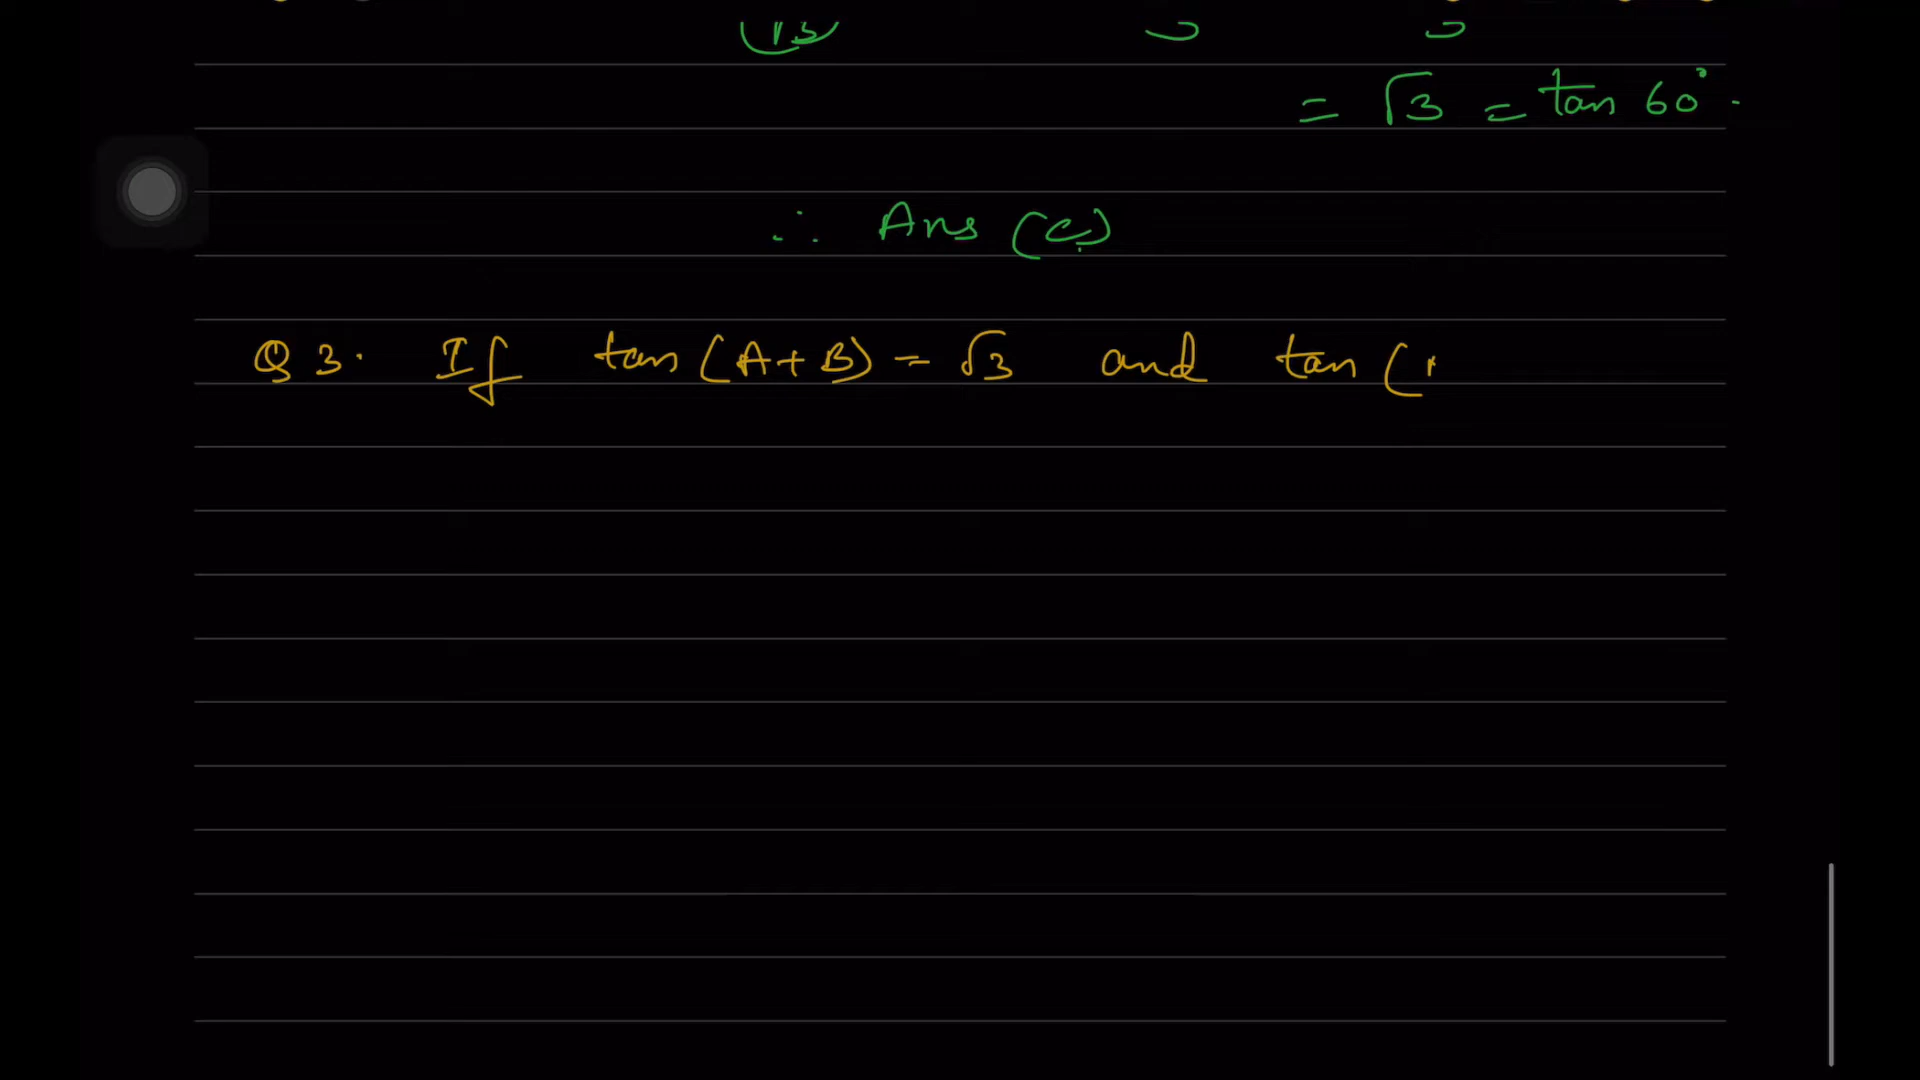 = √3 = tan 60° .
∴ Ans (c)
Q 3. If tan (A + B) = √3 and tan (